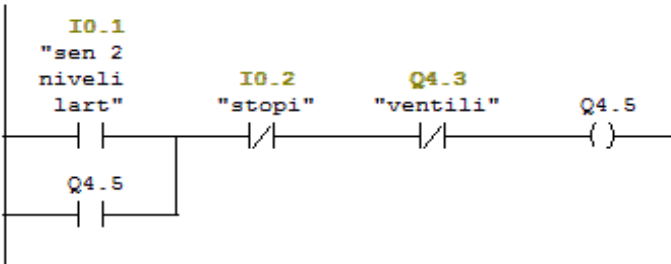 I0.1
"sen 2
niveli
lart"
I0.2
"stopi"
Q4.3
"ventili"
Q4.5
Q4.5